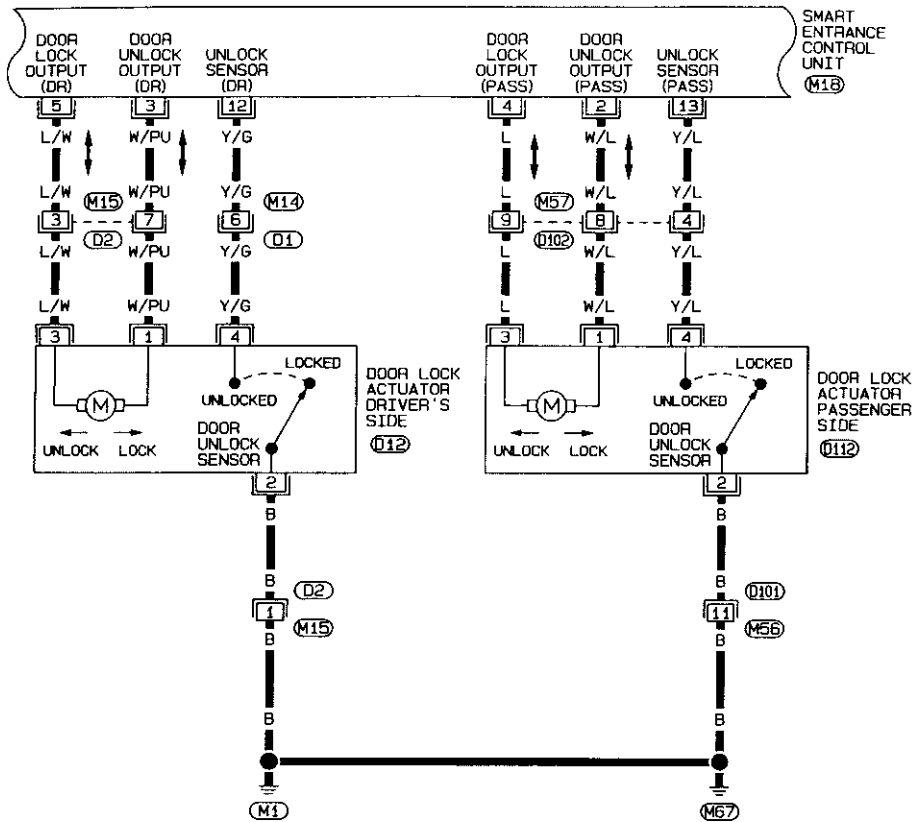 SMART
ENTRANCE
CONTROL
UNIT
M18
DOOR
LOCK
OUTPUT
(DR)
DOOR
UNLOCK
OUTPUT
(DR)
UNLOCK
SENSOR
(DR)
DOOR
LOCK
OUTPUT
(PASS)
DOOR
UNLOCK
OUTPUT
(PASS)
UNLOCK
SENSOR
(PASS)
5 3 12 4 2 13
L/W W/PU Y/G L W/L Y/L
L/W W/PU Y/G L W/L Y/L
M15 M14 M57
3 7 6 9 8 4
D2 D1 D102
L/W W/PU Y/G L W/L Y/L
L/W W/PU Y/G L W/L Y/L
3 1 4 3 1 4
M
UNLOCK LOCK
UNLOCKED
LOCKED
DOOR
UNLOCK
SENSOR
DOOR LOCK
ACTUATOR
DRIVER'S
SIDE
D12
M
UNLOCK LOCK
UNLOCKED
LOCKED
DOOR
UNLOCK
SENSOR
DOOR LOCK
ACTUATOR
PASSENGER
SIDE
D112
2 2
B B
B B
D2 D101
1 11
M15 M56
B B
B B
M1 M67